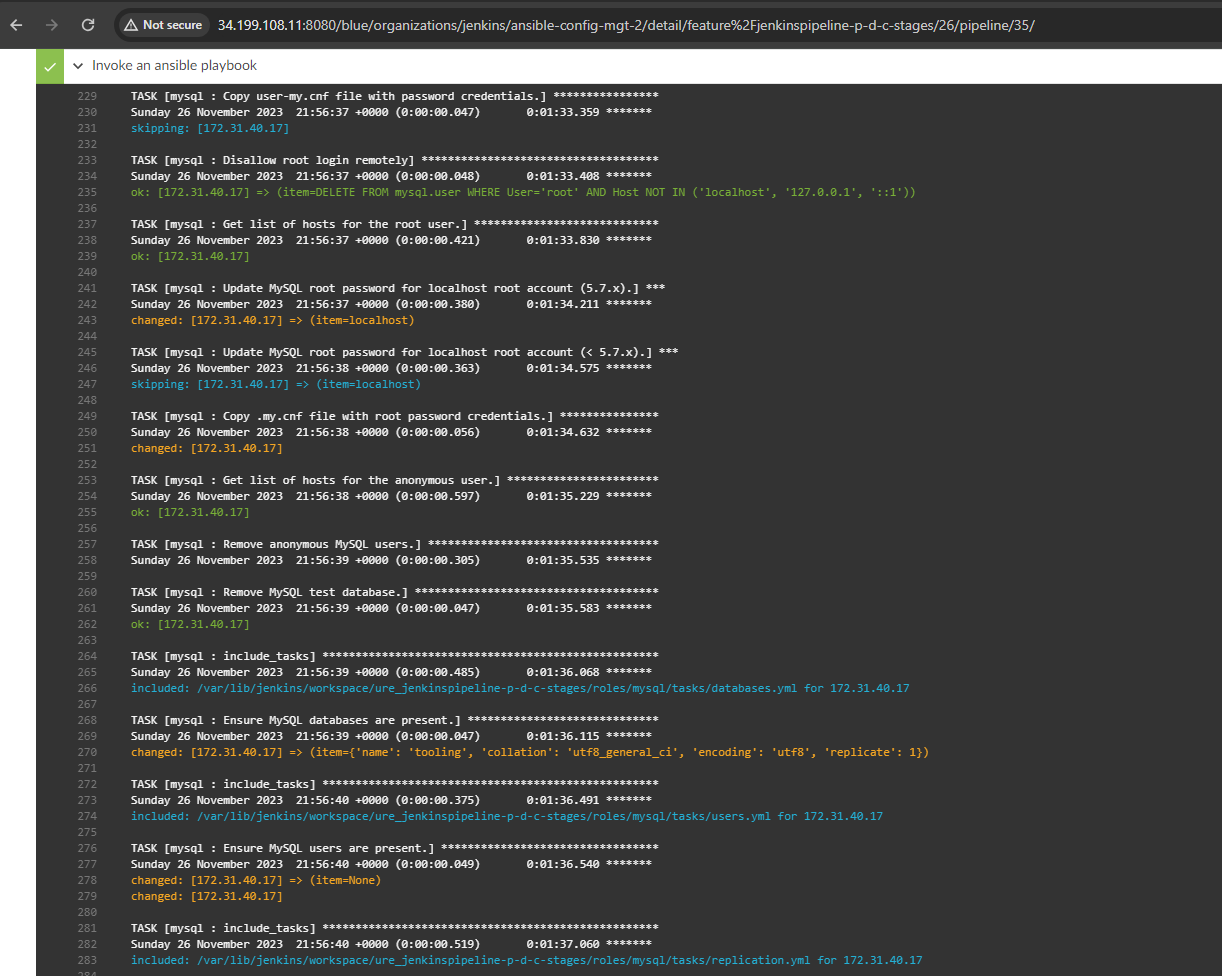 Not secure 34.199.108.11:8080/blue/organizations/jenkins/ansible-config-mgt-2/detail/feature%2Fjenkinspipeline-p-d-c-stages/26/pipeline/35/
Invoke an ansible playbook
229 TASK [mysql : Copy user-my.cnf file with password credentials.] ****************
230 Sunday 26 November 2023  21:56:37 +0000 (0:00:00.047)       0:01:33.359 *******
231 skipping: [172.31.40.17]
232
233 TASK [mysql : Disallow root login remotely] ************************************
234 Sunday 26 November 2023  21:56:37 +0000 (0:00:00.048)       0:01:33.408 *******
235 ok: [172.31.40.17] => (item=DELETE FROM mysql.user WHERE User='root' AND Host NOT IN ('localhost', '127.0.0.1', '::1'))
236
237 TASK [mysql : Get list of hosts for the root user.] ****************************
238 Sunday 26 November 2023  21:56:37 +0000 (0:00:00.421)       0:01:33.830 *******
239 ok: [172.31.40.17]
240
241 TASK [mysql : Update MySQL root password for localhost root account (5.7.x).] ***
242 Sunday 26 November 2023  21:56:37 +0000 (0:00:00.380)       0:01:34.211 *******
243 changed: [172.31.40.17] => (item=localhost)
244
245 TASK [mysql : Update MySQL root password for localhost root account (< 5.7.x).] ***
246 Sunday 26 November 2023  21:56:38 +0000 (0:00:00.363)       0:01:34.575 *******
247 skipping: [172.31.40.17] => (item=localhost)
248
249 TASK [mysql : Copy .my.cnf file with root password credentials.] ***************
250 Sunday 26 November 2023  21:56:38 +0000 (0:00:00.056)       0:01:34.632 *******
251 changed: [172.31.40.17]
252
253 TASK [mysql : Get list of hosts for the anonymous user.] ***********************
254 Sunday 26 November 2023  21:56:38 +0000 (0:00:00.597)       0:01:35.229 *******
255 ok: [172.31.40.17]
256
257 TASK [mysql : Remove anonymous MySQL users.] ***********************************
258 Sunday 26 November 2023  21:56:39 +0000 (0:00:00.305)       0:01:35.535 *******
259
260 TASK [mysql : Remove MySQL test database.] *************************************
261 Sunday 26 November 2023  21:56:39 +0000 (0:00:00.047)       0:01:35.583 *******
262 ok: [172.31.40.17]
263
264 TASK [mysql : include_tasks] ***************************************************
265 Sunday 26 November 2023  21:56:39 +0000 (0:00:00.485)       0:01:36.068 *******
266 included: /var/lib/jenkins/workspace/ure_jenkinspipeline-p-d-c-stages/roles/mysql/tasks/databases.yml for 172.31.40.17
267
268 TASK [mysql : Ensure MySQL databases are present.] *****************************
269 Sunday 26 November 2023  21:56:39 +0000 (0:00:00.047)       0:01:36.115 *******
270 changed: [172.31.40.17] => (item={'name': 'tooling', 'collation': 'utf8_general_ci', 'encoding': 'utf8', 'replicate': 1})
271
272 TASK [mysql : include_tasks] ***************************************************
273 Sunday 26 November 2023  21:56:40 +0000 (0:00:00.375)       0:01:36.491 *******
274 included: /var/lib/jenkins/workspace/ure_jenkinspipeline-p-d-c-stages/roles/mysql/tasks/users.yml for 172.31.40.17
275
276 TASK [mysql : Ensure MySQL users are present.] *********************************
277 Sunday 26 November 2023  21:56:40 +0000 (0:00:00.049)       0:01:36.540 *******
278 changed: [172.31.40.17] => (item=None)
279 changed: [172.31.40.17]
280
281 TASK [mysql : include_tasks] ***************************************************
282 Sunday 26 November 2023  21:56:40 +0000 (0:00:00.519)       0:01:37.060 *******
283 included: /var/lib/jenkins/workspace/ure_jenkinspipeline-p-d-c-stages/roles/mysql/tasks/replication.yml for 172.31.40.17
284